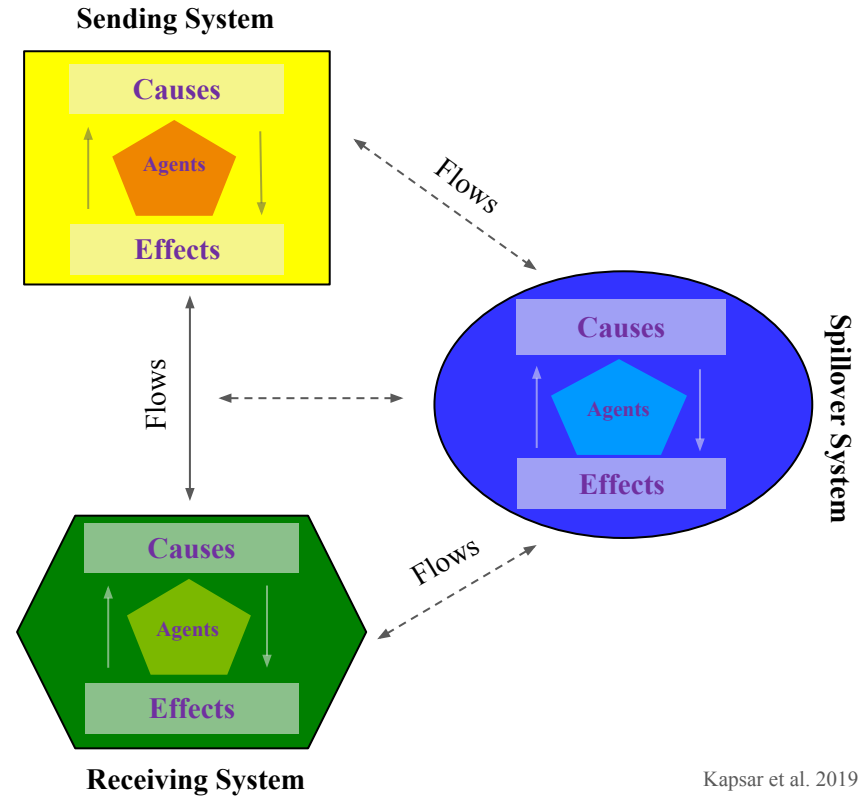 Sending System
Causes
Agents
Effects
Flows
Flows
Causes
Agents
Effects
Spillover System
Flows
Causes
Agents
Effects
Receiving System
Kapsar et al. 2019